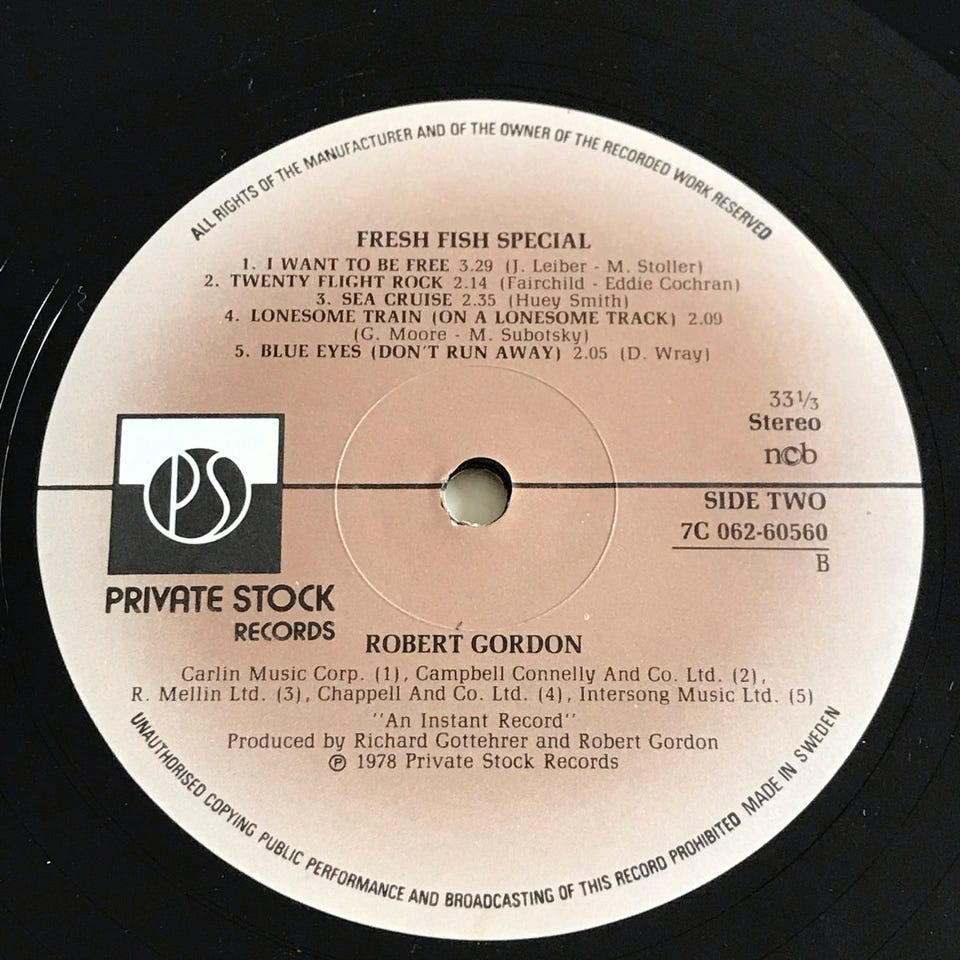 ALL RIGHTS OF THE MANUFACTURER AND OF THE OWNER OF THE RECORDED WORK RESERVED
FRESH FISH SPECIAL
1. I WANT TO BE FREE 3.29 (J. Leiber - M. Stoller)
2. TWENTY FLIGHT ROCK 2.14 (Fairchild - Eddie Cochran)
3. SEA CRUISE 2.35 (Huey Smith)
4. LONESOME TRAIN (ON A LONESOME TRACK) 2.09
(G. Moore - M. Subotsky)
5. BLUE EYES (DON'T RUN AWAY) 2.05 (D. Wray)
33 1/3
Stereo
ncb
PS
SIDE TWO
7C 062-60560
B
PRIVATE STOCK
RECORDS
ROBERT GORDON
Carlin Music Corp. (1), Campbell Connelly And Co. Ltd. (2),
R. Mellin Ltd. (3), Chappell And Co. Ltd. (4), Intersong Music Ltd. (5)
''An Instant Record''
Produced by Richard Gottehrer and Robert Gordon
℗ 1978 Private Stock Records
UNAUTHORISED COPYING PUBLIC PERFORMANCE AND BROADCASTING OF THIS RECORD PROHIBITED MADE IN SWEDEN